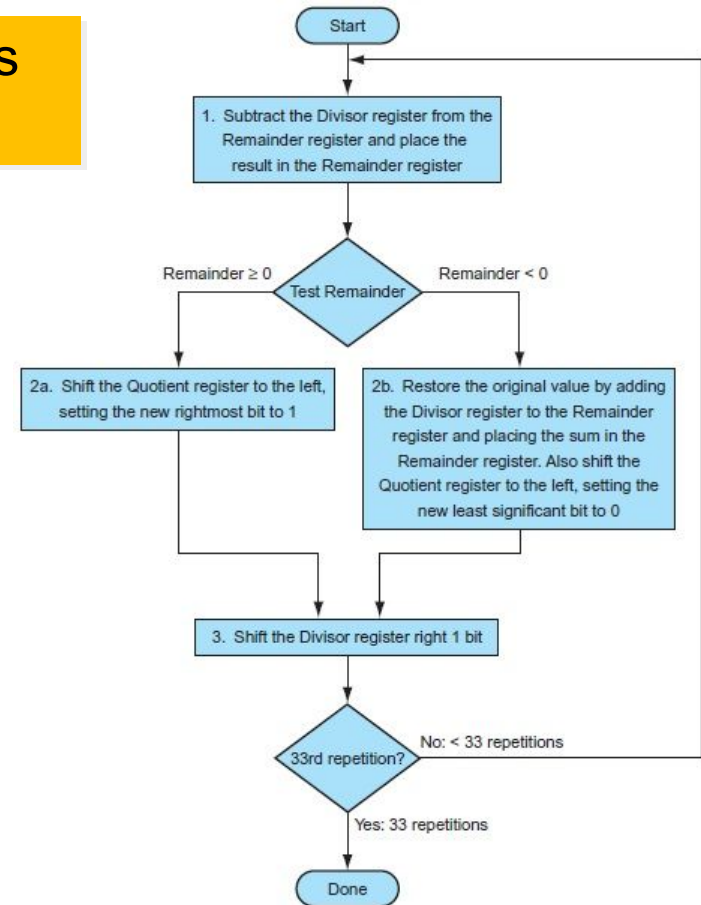 s
Start
1. Subtract the Divisor register from the
Remainder register and place the
result in the Remainder register
Remainder ≥ 0
Remainder < 0
Test Remainder
2a. Shift the Quotient register to the left,
setting the new rightmost bit to 1
2b. Restore the original value by adding
the Divisor register to the Remainder
register and placing the sum in the
Remainder register. Also shift the
Quotient register to the left, setting the
new least significant bit to 0
3. Shift the Divisor register right 1 bit
33rd repetition?
No: < 33 repetitions
Yes: 33 repetitions
Done